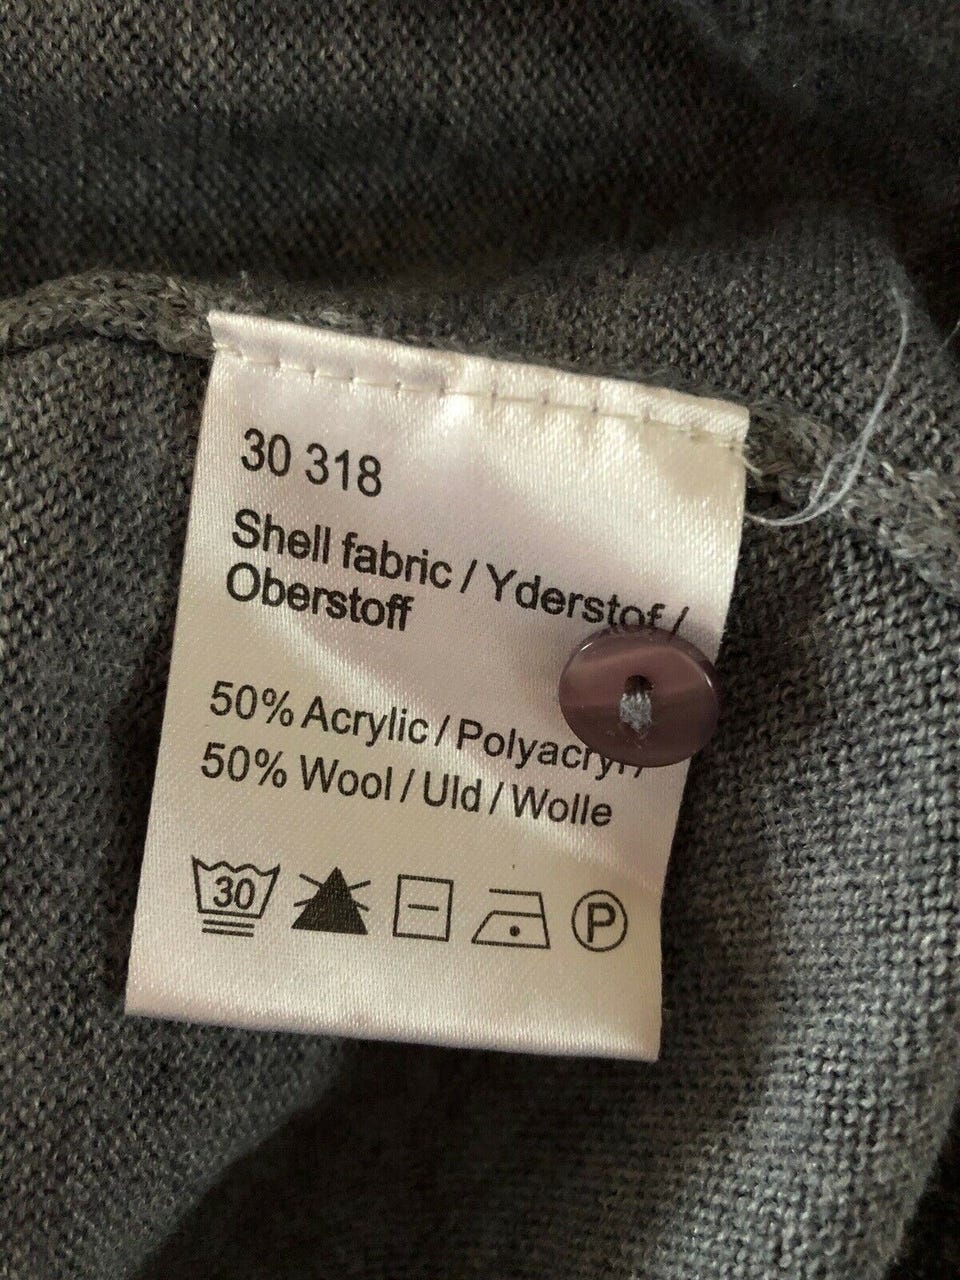 30 318
Shell fabric / Yderstof /
Oberstoff
50% Acrylic / Polyacryl /
50% Wool / Uld / Wolle
30
P